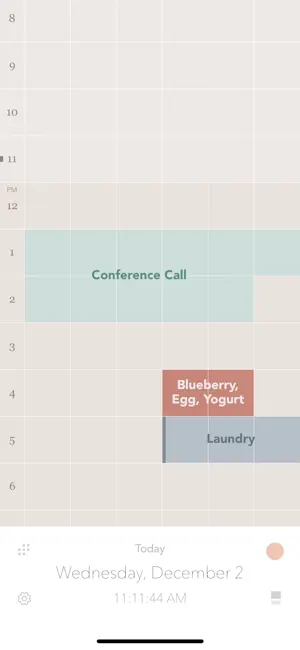 8
9
10
11
PM
12
1
Conference Call
2
3
4
Blueberry,
Egg, Yogurt
5
Laundry
6
Today
Wednesday, December 2
11:11:44 AM